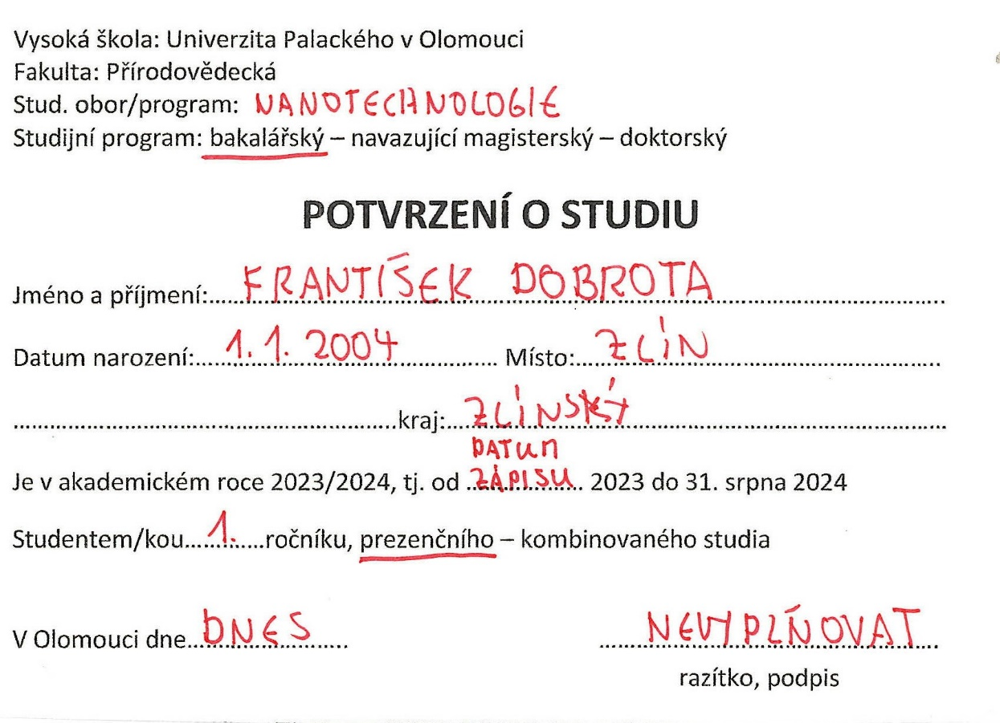 Vysoká škola: Univerzita Palackého v Olomouci
Fakulta: Přírodovědecká
Stud. obor/program: NANOTECHNOLOGIE
Studijní program: bakalářský – navazující magisterský – doktorský
POTVRZENÍ O STUDIU
Jméno a příjmení:.....FRANTIŠEK DOBROTA.....
Datum narození:.....1.1.2004..... Místo:.....ZLÍN.....
.....kraj:.....ZLÍNSKÝ.....
DATUM
Je v akademickém roce 2023/2024, tj. od ZÁPISU 2023 do 31. srpna 2024
Studentem/kou.....1.....ročníku, prezenčního – kombinovaného studia
V Olomouci dne.....DNES..... NEVYPLŇOVAT
razítko, podpis